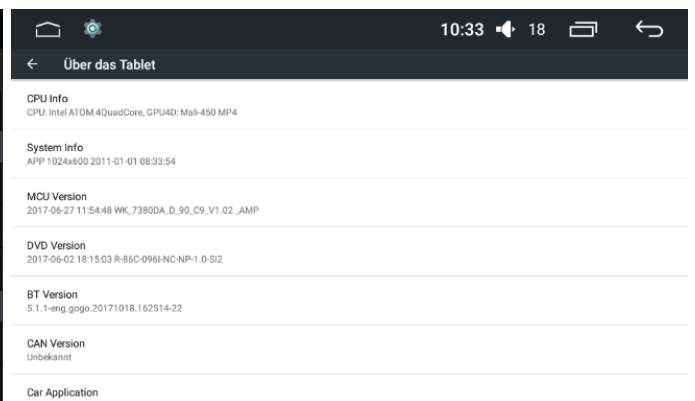 10:33 18
Über das Tablet
CPU Info
CPU: Intel ATOM 4QuadCore, GPU4D: Mali-450 MP4
System Info
APP 1024x600 2011-01-01 08:33:54
MCU Version
2017-06-27 11:54:48 WK_7380DA_D_90_C9_V1.02 _AMP
DVD Version
2017-06-02 18:15:03 R-86C-096I-NC-NP-1.0-SI2
BT Version
5.1.1-eng.gogo.20171018.162514-22
CAN Version
Unbekannt
Car Application